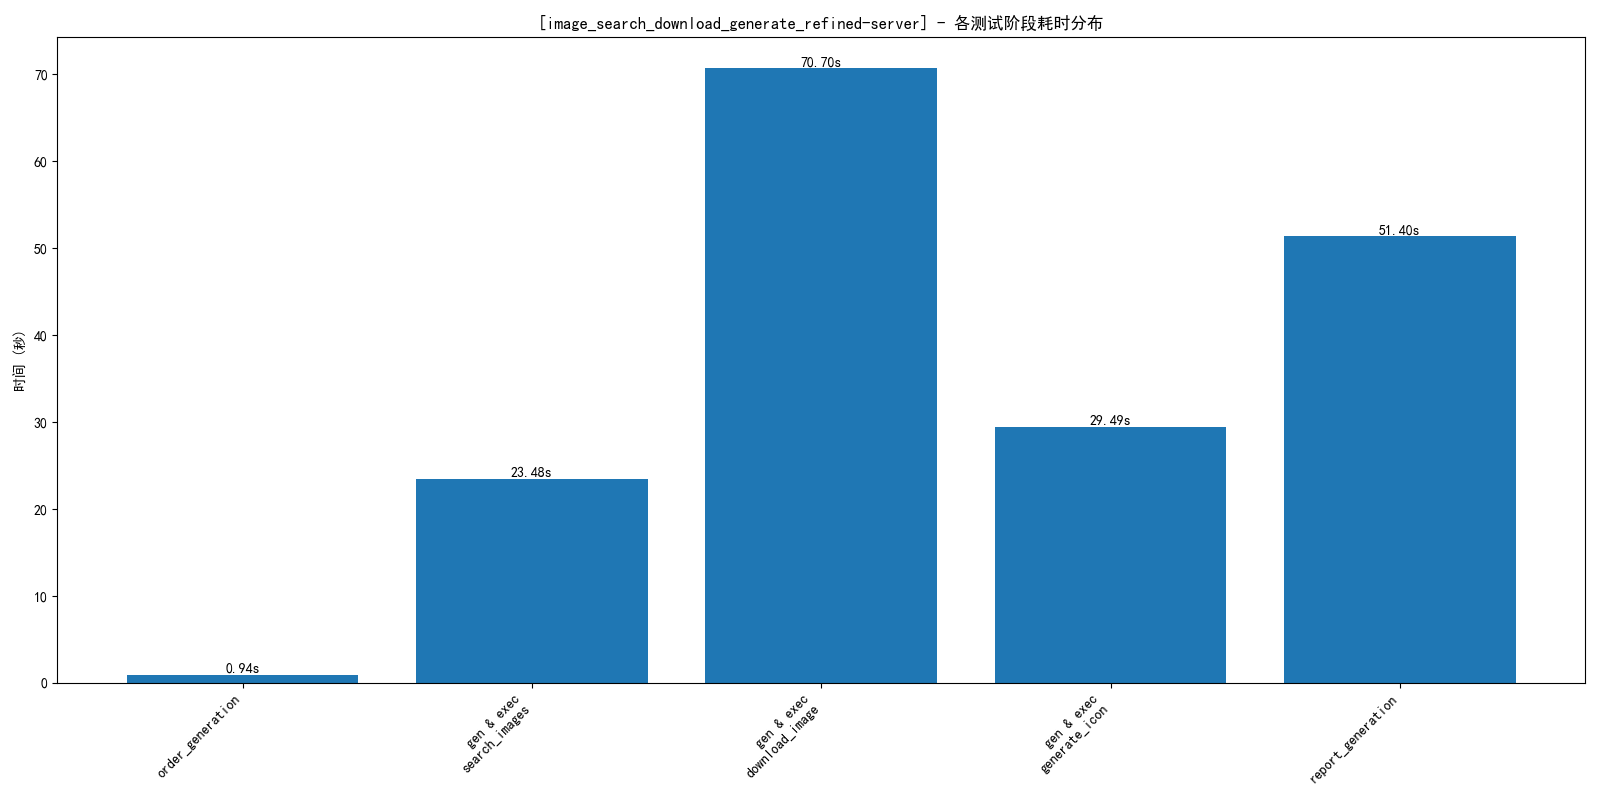 [image_search_download_generate_refined-server] - 各测试阶段耗时分布
时间 (秒)
70
60
50
40
30
20
10
0
0.94s
23.48s
70.70s
29.49s
51.40s
order_generation
gen & exec
search_images
gen & exec
download_image
gen & exec
generate_icon
report_generation